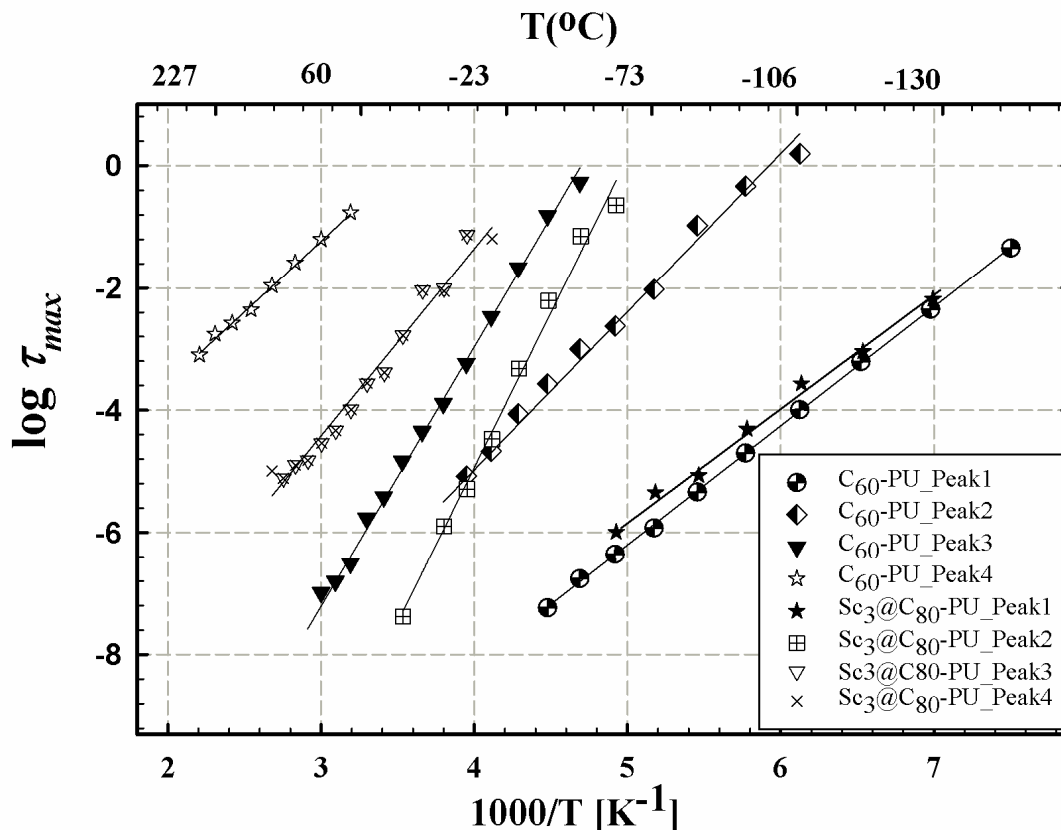 T(ºC)
227 60 -23 -73 -106 -130
log τmax
0
-2
-4
-6
-8
C60-PU_Peak1
C60-PU_Peak2
C60-PU_Peak3
C60-PU_Peak4
Sc3@C80-PU_Peak1
Sc3@C80-PU_Peak2
Sc3@C80-PU_Peak3
Sc3@C80-PU_Peak4
2 3 4 5 6 7
1000/T [K-1]